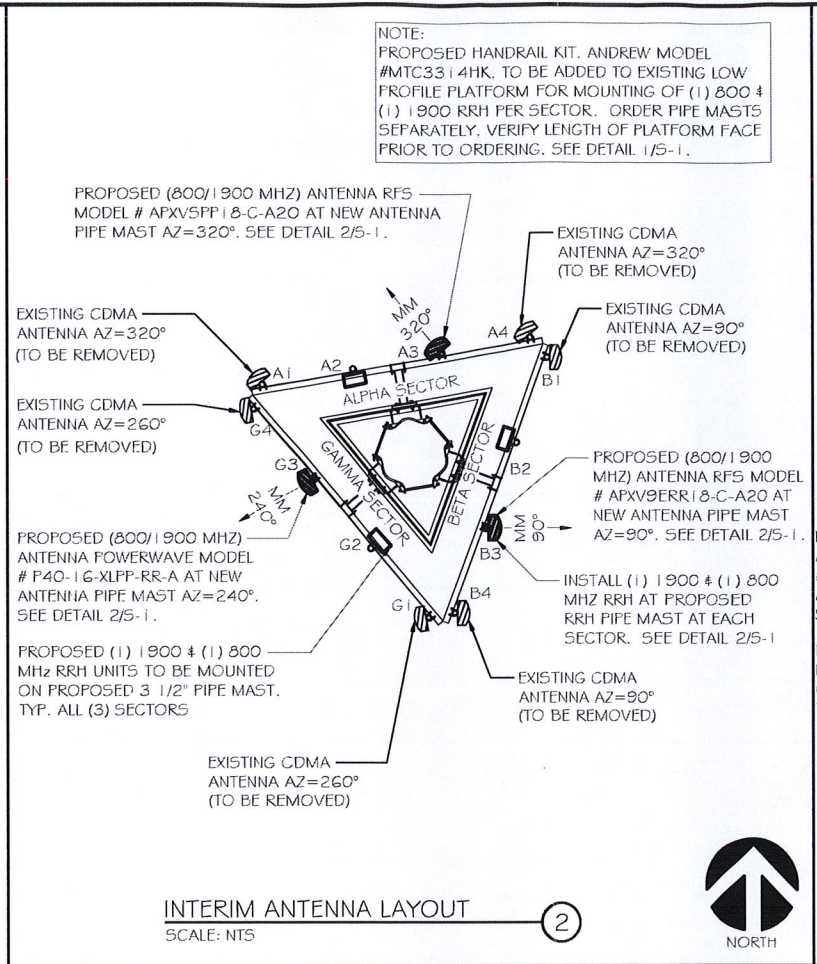 NOTE:
PROPOSED HANDRAIL KIT. ANDREW MODEL
#MTC3314HK, TO BE ADDED TO EXISTING LOW
PROFILE PLATFORM FOR MOUNTING OF (1) 800 &
(1) 1900 RRH PER SECTOR. ORDER PIPE MASTS
SEPARATELY. VERIFY LENGTH OF PLATFORM FACE
PRIOR TO ORDERING. SEE DETAIL 1/S-1.
PROPOSED (800/1900 MHZ) ANTENNA RFS
MODEL # APXVSPP18-C-A20 AT NEW ANTENNA
PIPE MAST AZ=320°. SEE DETAIL 2/S-1.
EXISTING CDMA
ANTENNA AZ=320°
(TO BE REMOVED)
EXISTING CDMA
ANTENNA AZ=320°
(TO BE REMOVED)
EXISTING CDMA
ANTENNA AZ=90°
(TO BE REMOVED)
EXISTING CDMA
ANTENNA AZ=260°
(TO BE REMOVED)
MM
320°
A1
A2
A3
A4
B1
ALPHA SECTOR
G4
G3
GAMMA SECTOR
BETA SECTOR
B2
MM
240°
MM
90°
B3
G2
G1
B4
PROPOSED (800/1900
MHZ) ANTENNA RFS MODEL
# APXV9ERR18-C-A20 AT
NEW ANTENNA PIPE MAST
AZ=90°. SEE DETAIL 2/S-1.
PROPOSED (800/1900 MHZ)
ANTENNA POWERWAVE MODEL
# P40-16-XLPP-RR-A AT NEW
ANTENNA PIPE MAST AZ=240°.
SEE DETAIL 2/S-1.
INSTALL (1) 1900 & (1) 800
MHZ RRH AT PROPOSED
RRH PIPE MAST AT EACH
SECTOR. SEE DETAIL 2/S-1
PROPOSED (1) 1900 & (1) 800
MHz RRH UNITS TO BE MOUNTED
ON PROPOSED 3 1/2" PIPE MAST.
TYP. ALL (3) SECTORS
EXISTING CDMA
ANTENNA AZ=90°
(TO BE REMOVED)
EXISTING CDMA
ANTENNA AZ=260°
(TO BE REMOVED)
INTERIM ANTENNA LAYOUT
SCALE: NTS
2
NORTH